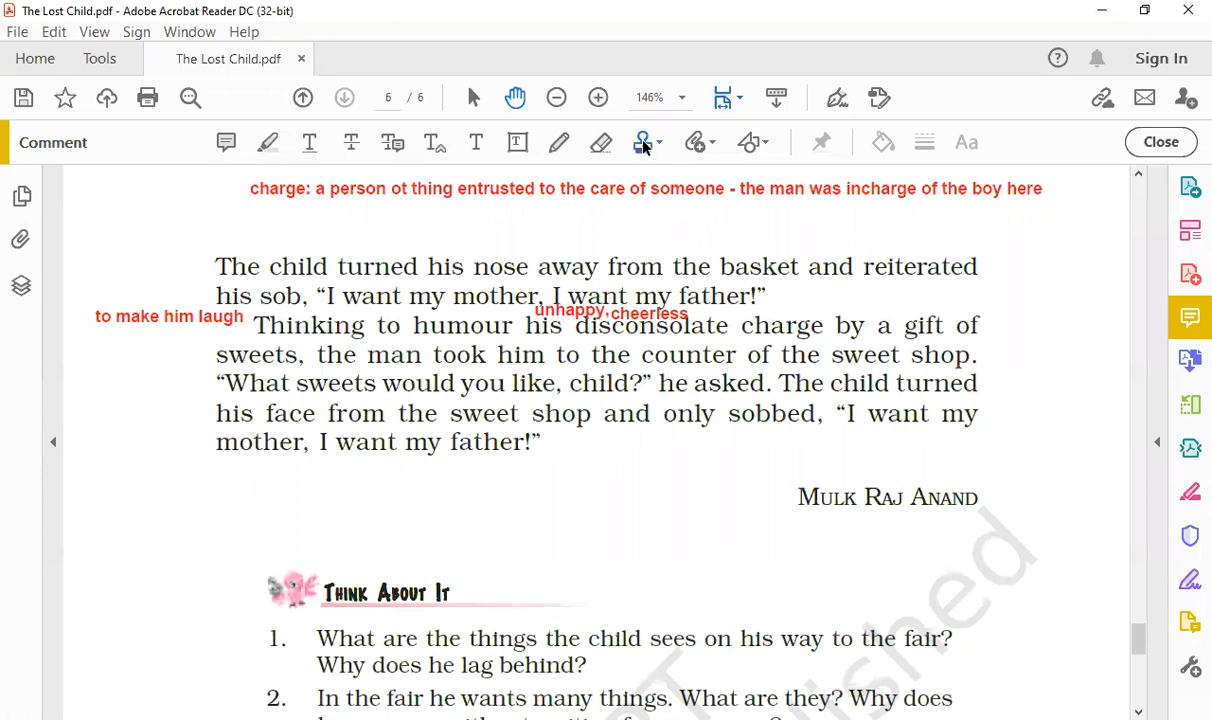 The Lost Child.pdf - Adobe Acrobat Reader DC (32-bit)
File Edit View Sign Window Help
Home Tools The Lost Child.pdf × Sign In
6 / 6 146%
Comment Aa Close
charge: a person ot thing entrusted to the care of someone - the man was incharge of the boy here
The child turned his nose away from the basket and reiterated
his sob, “I want my mother, I want my father!”
to make him laugh unhappy, cheerless
Thinking to humour his disconsolate charge by a gift of
sweets, the man took him to the counter of the sweet shop.
“What sweets would you like, child?” he asked. The child turned
his face from the sweet shop and only sobbed, “I want my
mother, I want my father!”
MULK RAJ ANAND
THINK ABOUT IT
1. What are the things the child sees on his way to the fair?
Why does he lag behind?
2. In the fair he wants many things. What are they? Why does
blished